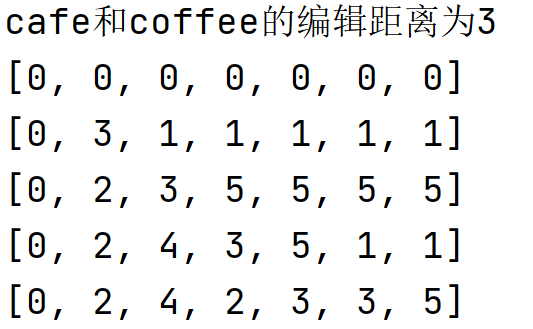 cafe和coffee的编辑距离为3
[0, 0, 0, 0, 0, 0, 0]
[0, 3, 1, 1, 1, 1, 1]
[0, 2, 3, 5, 5, 5, 5]
[0, 2, 4, 3, 5, 1, 1]
[0, 2, 4, 2, 3, 3, 5]